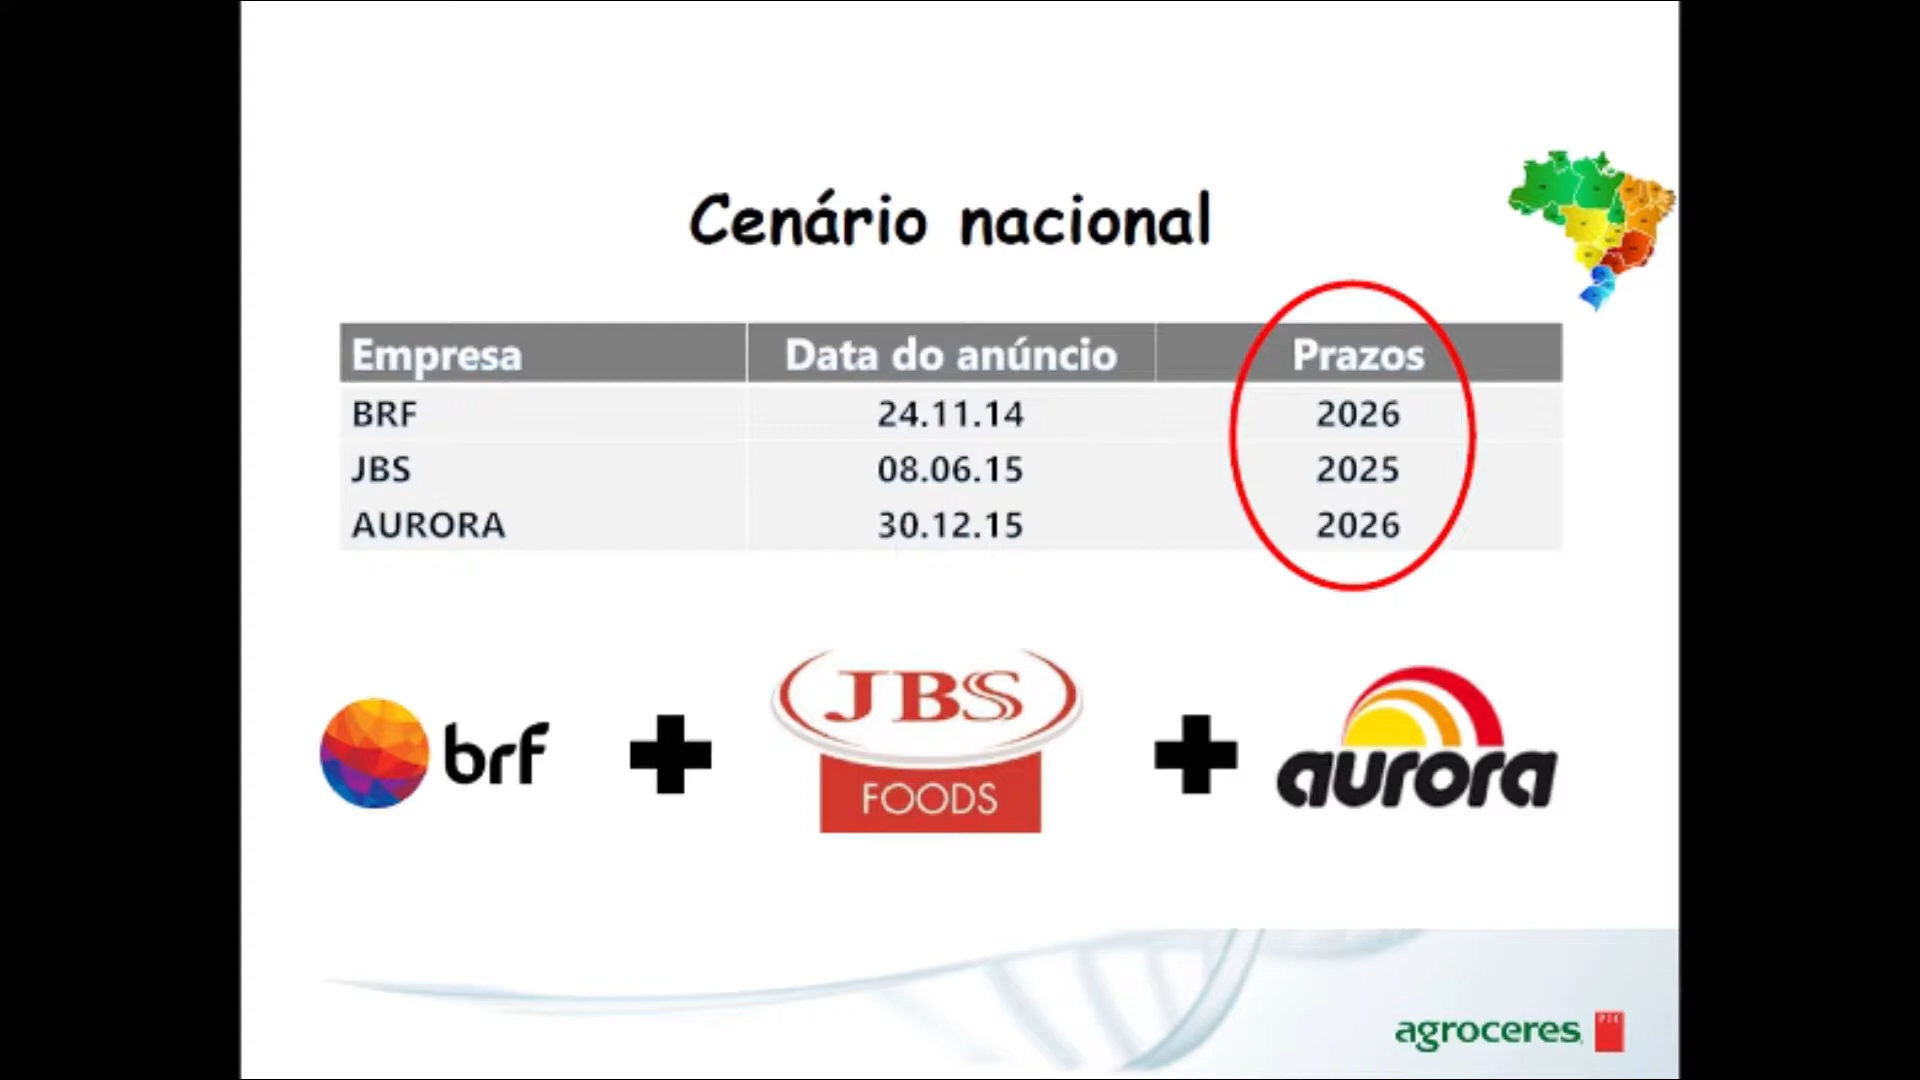 Cenário nacional
Empresa Data do anúncio Prazos
BRF 24.11.14 2026
JBS 08.06.15 2025
AURORA 30.12.15 2026
brf
JBS
FOODS
aurora
agroceres PIC